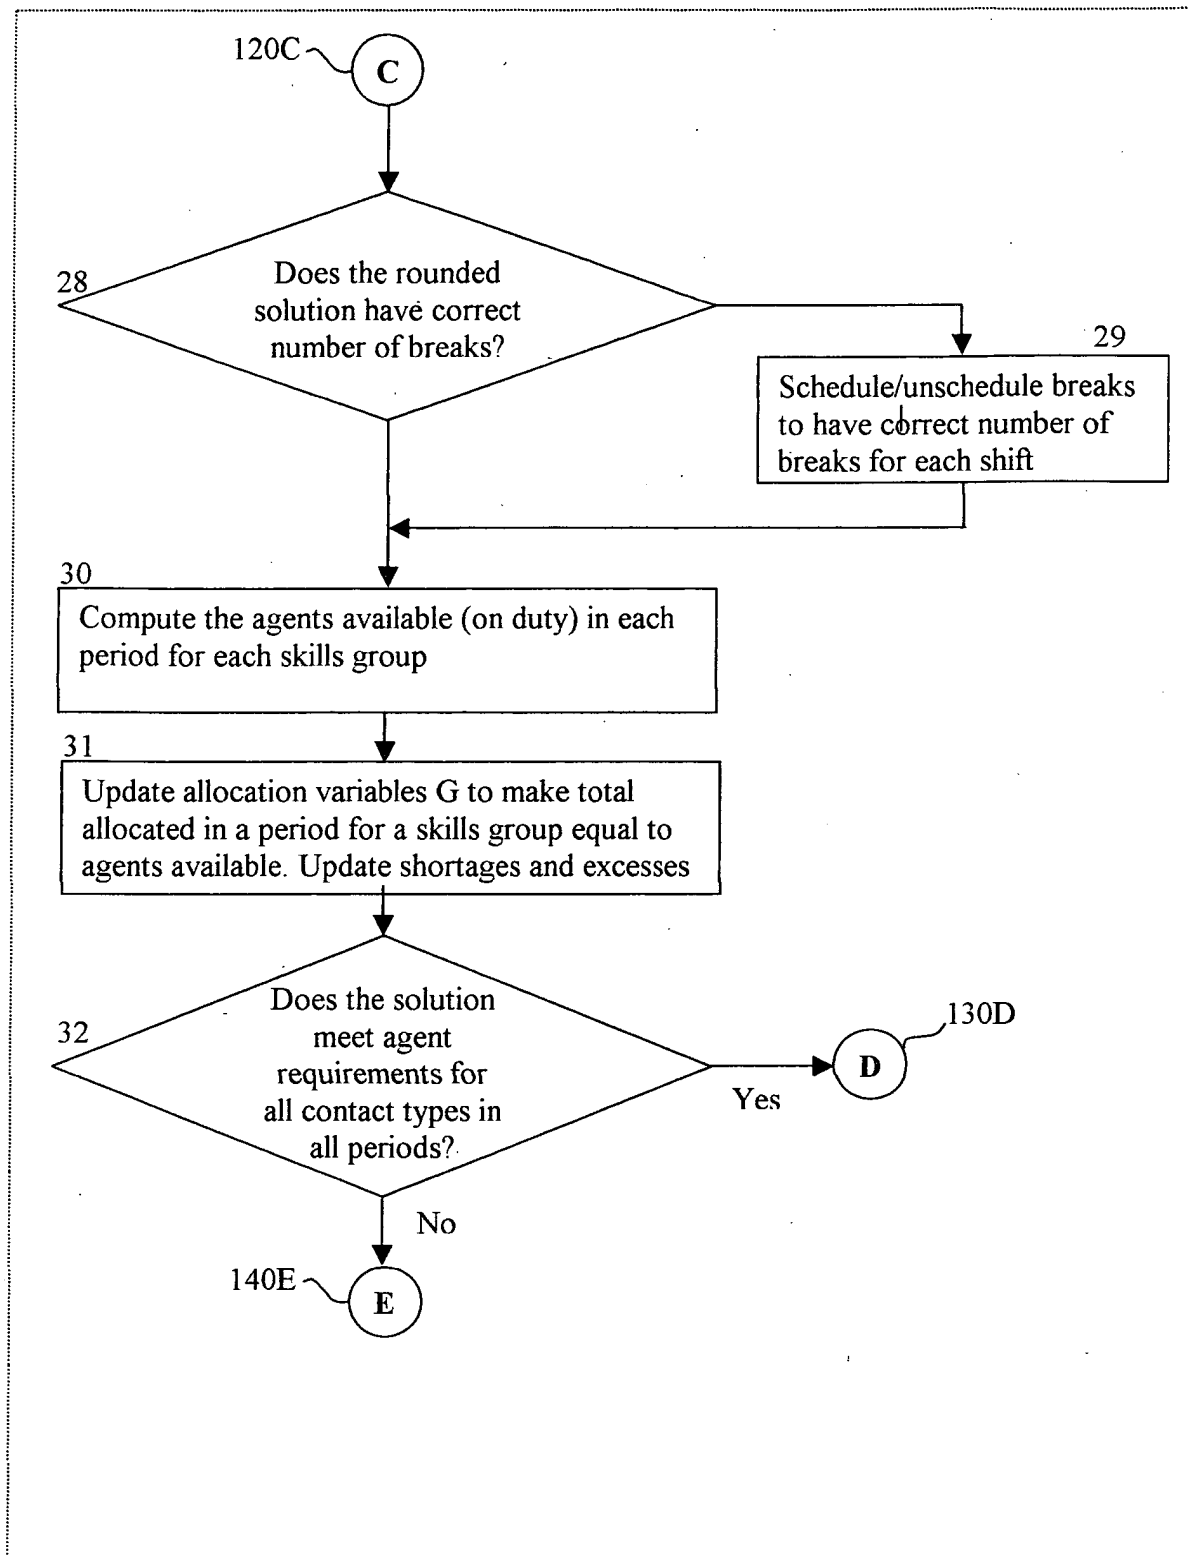 120C
C
28
Does the rounded
solution have correct
number of breaks?
29
Schedule/unschedule breaks
to have correct number of
breaks for each shift
30
Compute the agents available (on duty) in each
period for each skills group
31
Update allocation variables G to make total
allocated in a period for a skills group equal to
agents available. Update shortages and excesses
32
Does the solution
meet agent
requirements for
all contact types in
all periods?
130D
D
Yes
No
140E
E